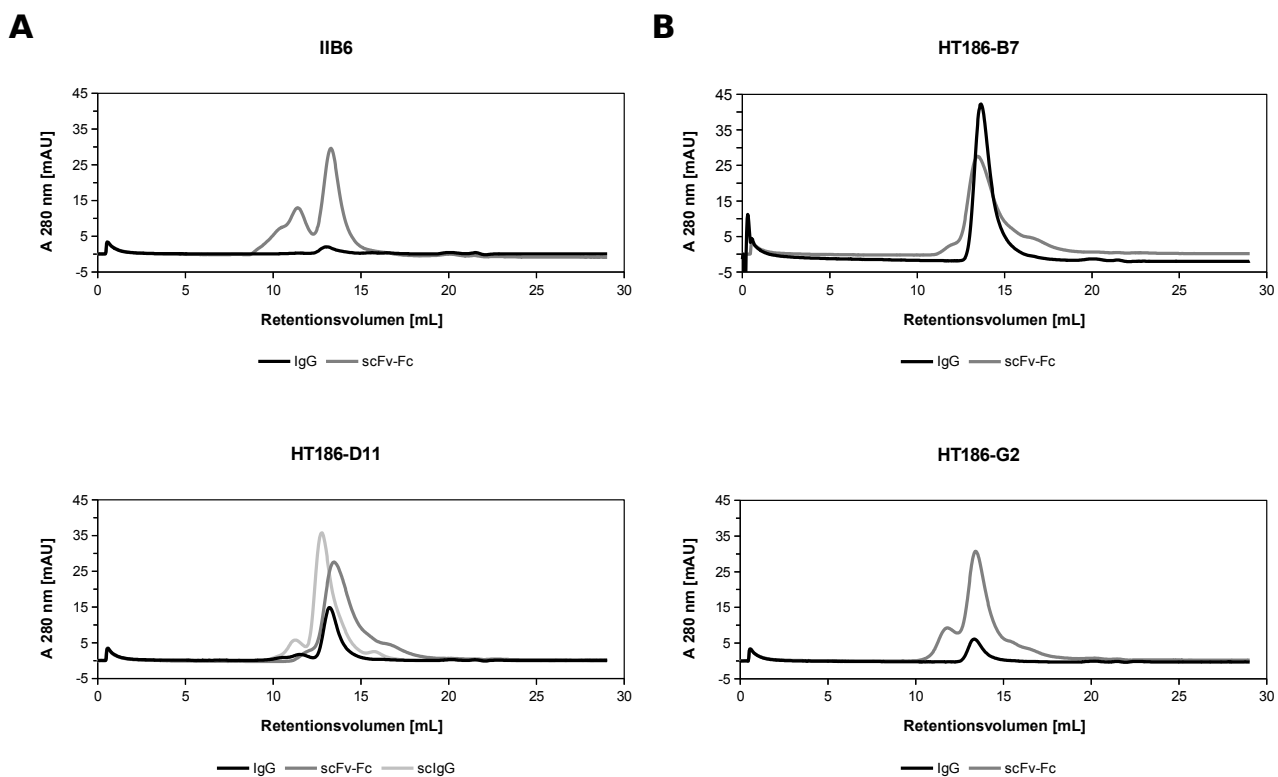 A
IIB6
45
35
25
15
5
-5
A 280 nm [mAU]
0 5 10 15 20 25 30
Retentionsvolumen [mL]
IgG scFv-Fc
B
HT186-B7
45
35
25
15
5
-5
A 280 nm [mAU]
0 5 10 15 20 25 30
Retentionsvolumen [mL]
IgG scFv-Fc
HT186-D11
45
35
25
15
5
-5
A 280 nm [mAU]
0 5 10 15 20 25 30
Retentionsvolumen [mL]
IgG scFv-Fc scIgG
HT186-G2
45
35
25
15
5
-5
A 280 nm [mAU]
0 5 10 15 20 25 30
Retentionsvolumen [mL]
IgG scFv-Fc